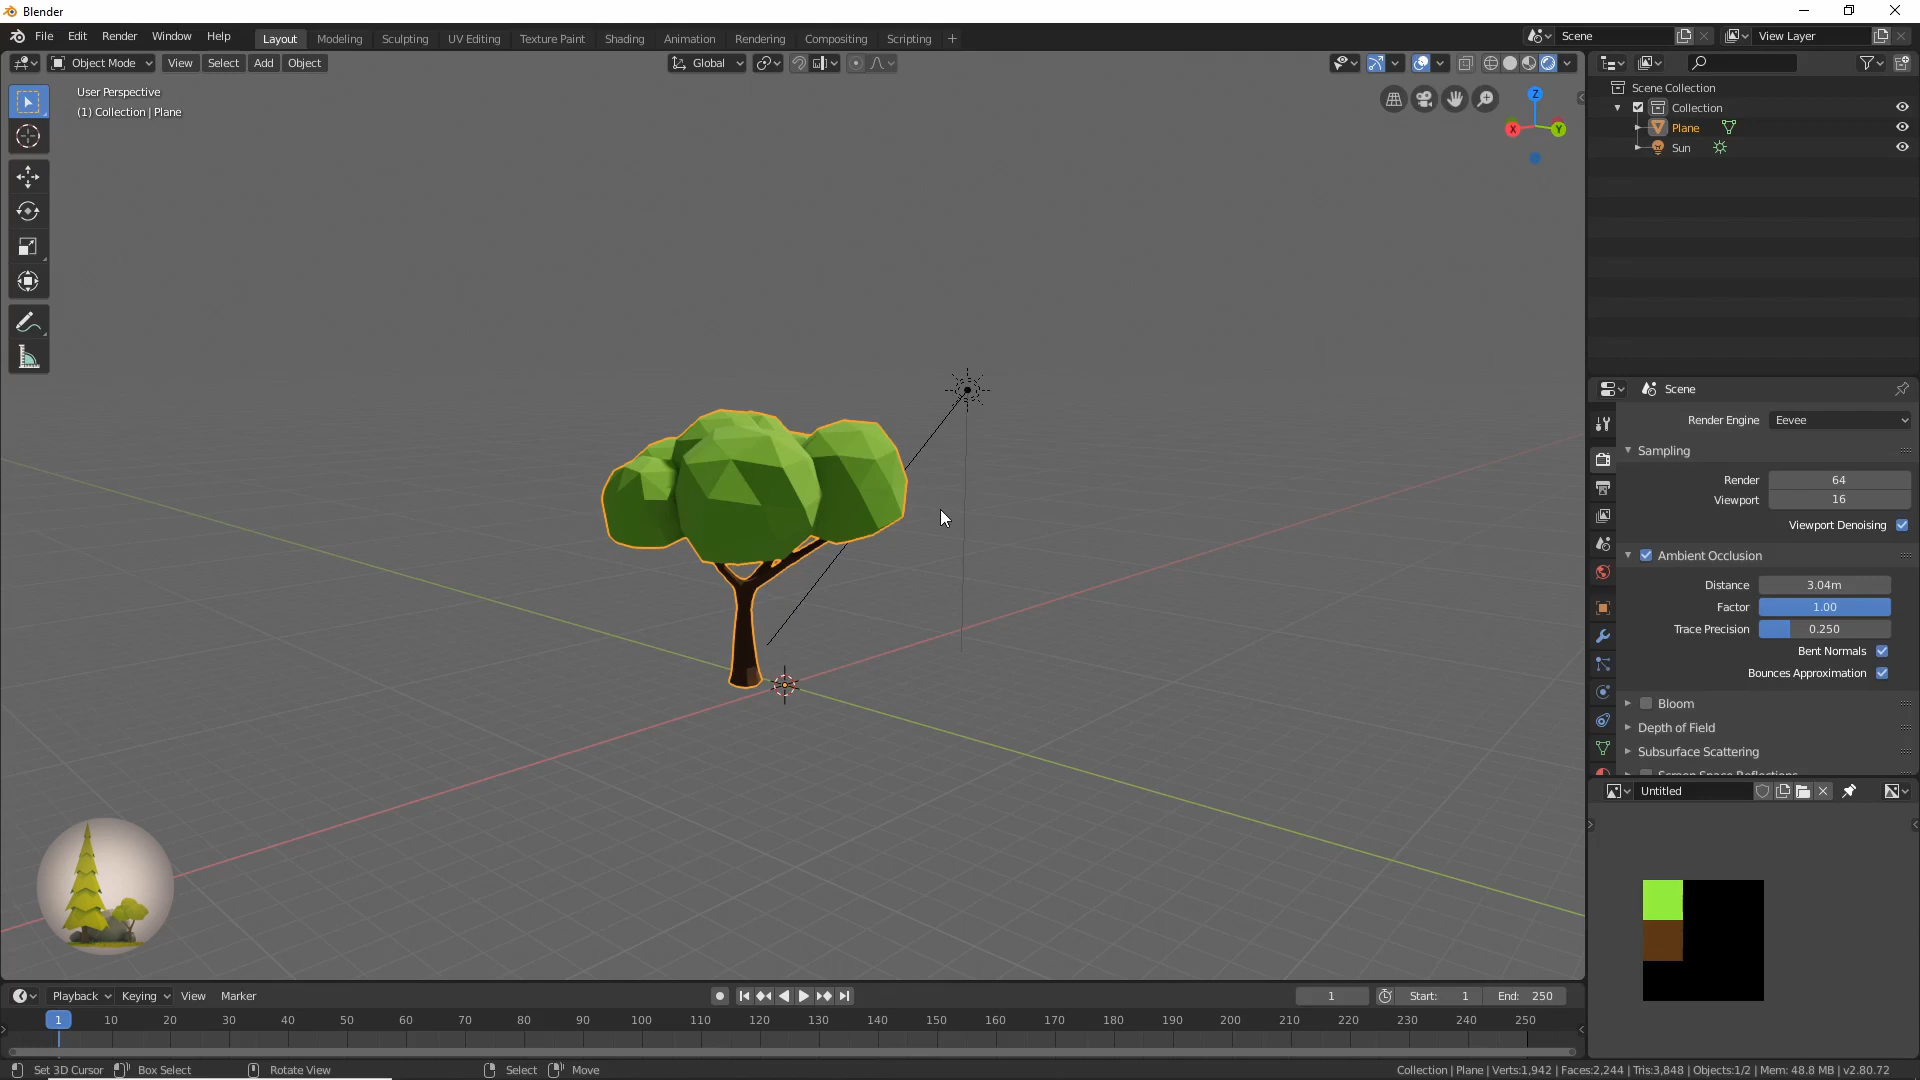 Blender
File Edit Render Window Help Layout Modeling Sculpting UV Editing Texture Paint Shading Animation Rendering Compositing Scripting + Scene View Layer
Object Mode View Select Add Object Global
User Perspective
(1) Collection | Plane
Z
X Y
Scene Collection
Collection
Plane
Sun
Scene
Render Engine Eevee
Sampling
Render 64
Viewport 16
Viewport Denoising
Ambient Occlusion
Distance 3.04m
Factor 1.00
Trace Precision 0.250
Bent Normals
Bounces Approximation
Bloom
Depth of Field
Subsurface Scattering
Screen Space Reflections
Untitled
Playback Keying View Marker 1 Start: 1 End: 250
1 10 20 30 40 50 60 70 80 90 100 110 120 130 140 150 160 170 180 190 200 210 220 230 240 250
Set 3D Cursor Box Select Rotate View Select Move Collection | Plane | Verts:1,942 | Faces:2,244 | Tris:3,848 | Objects:1/2 | Mem: 48.8 MB | v2.80.72